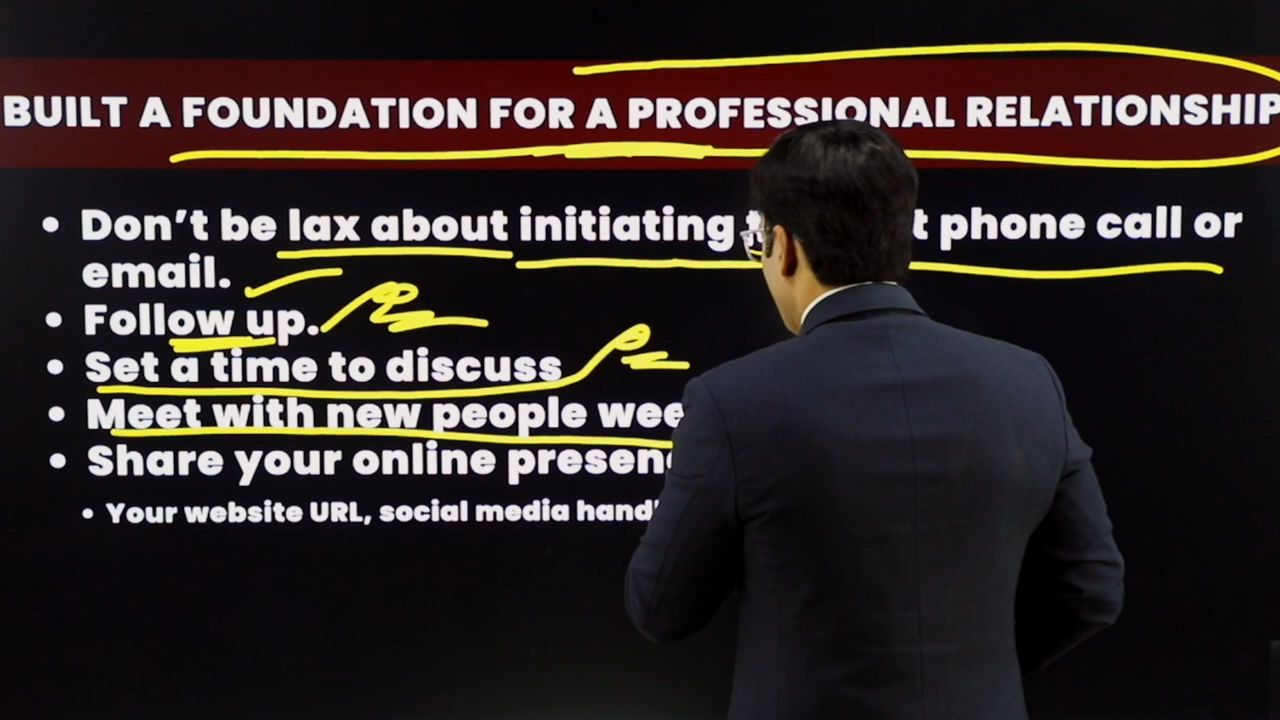 BUILT A FOUNDATION FOR A PROFESSIONAL RELATIONSHIP
• Don't be lax about initiating t phone call or
email.
• Follow up.
• Set a time to discuss
• Meet with new people
• Share your online
• Your website URL, social media